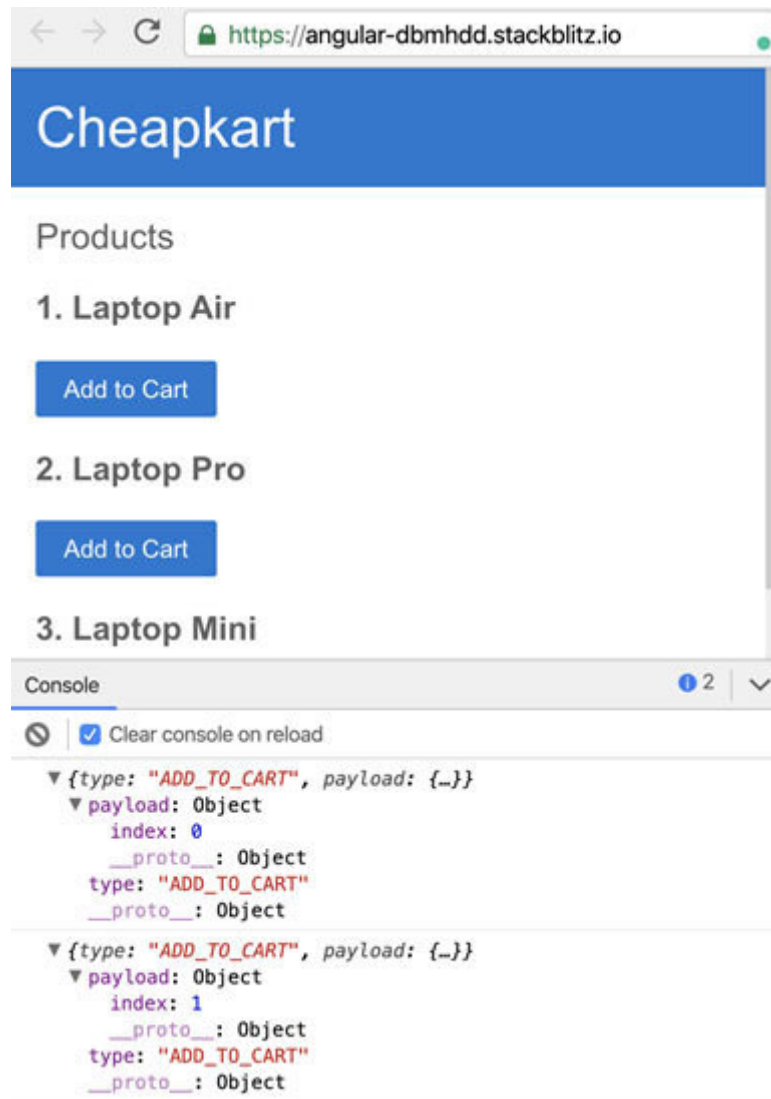 https://angular-dbmhdd.stackblitz.io
Cheapkart
Products
1. Laptop Air
Add to Cart
2. Laptop Pro
Add to Cart
3. Laptop Mini
Console 2
Clear console on reload
{type: "ADD_TO_CART", payload: {…}}
payload: Object
index: 0
__proto__: Object
type: "ADD_TO_CART"
__proto__: Object
{type: "ADD_TO_CART", payload: {…}}
payload: Object
index: 1
__proto__: Object
type: "ADD_TO_CART"
__proto__: Object